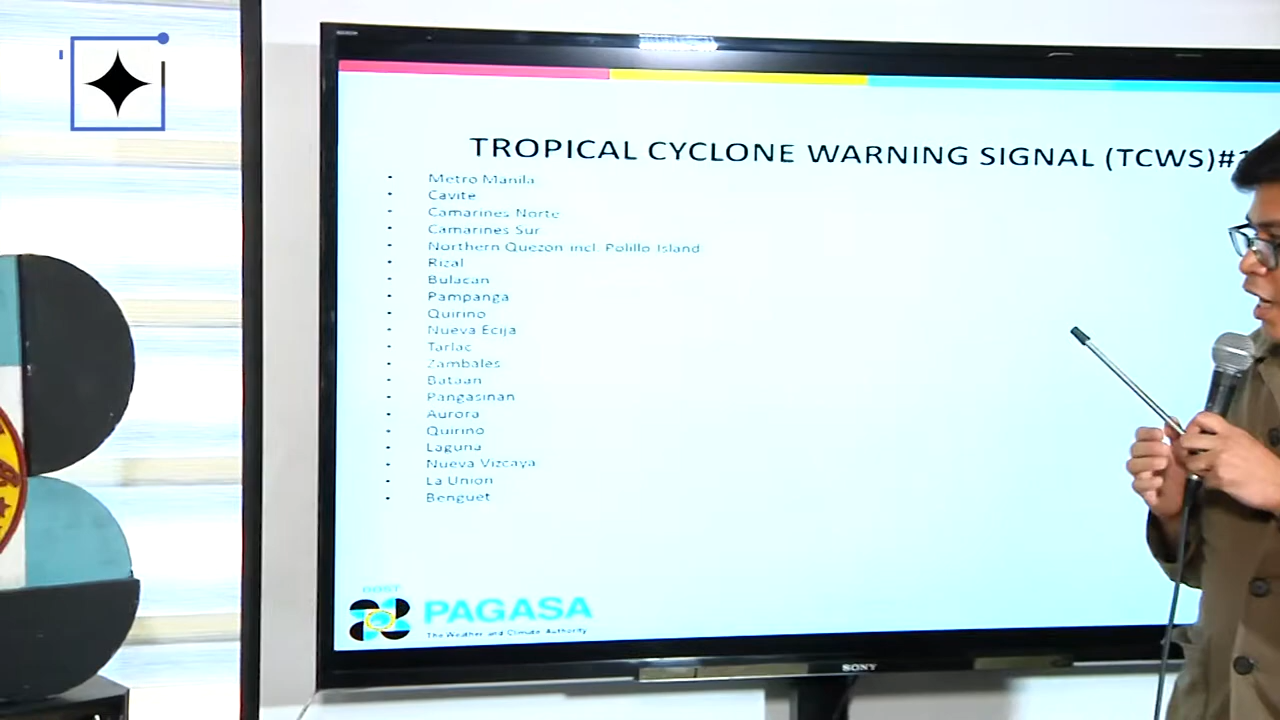 TROPICAL CYCLONE WARNING SIGNAL (TCWS)#
• Metro Manila
• Cavite
• Camarines Norte
• Camarines Sur
• Northern Quezon incl. Polillo Island
• Rizal
• Bulacan
• Pampanga
• Quirino
• Nueva Ecija
• Tarlac
• Zambales
• Bataan
• Pangasinan
• Aurora
• Quirino
• Laguna
• Nueva Vizcaya
• La Union
• Benguet
DOST
PAGASA
The Weather and Climate Authority
SONY